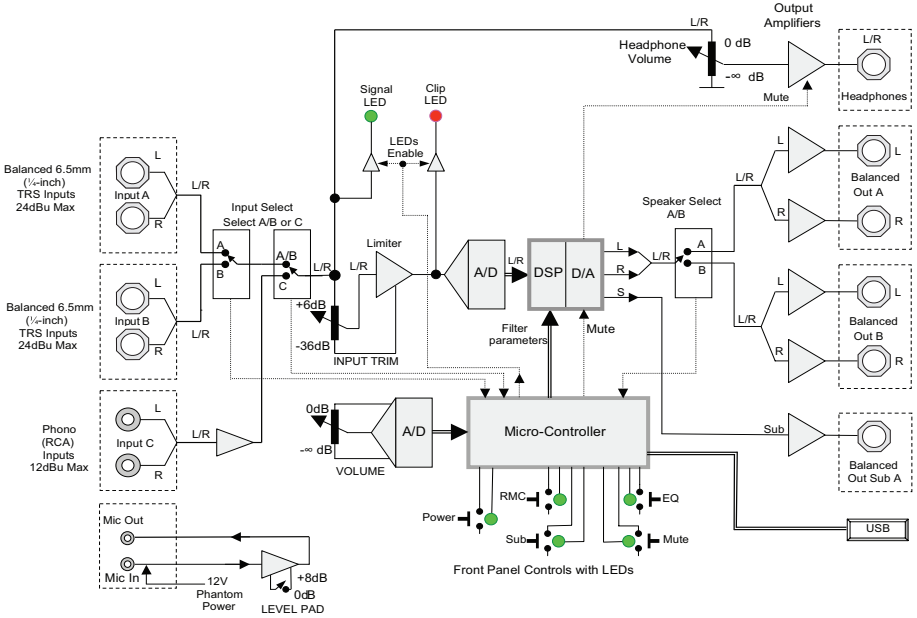 Output
Amplifiers
L/R
Headphone
Volume
0 dB
-∞ dB
Mute
L/R
Headphones
Signal
LED
Clip
LED
LEDs
Enable
Balanced 6.5mm
(¼-inch)
TRS Inputs
24dBu Max
L
Input A
R
L/R
Input Select
Select A/B or C
A
B
A/B
C
L/R
Limiter
L/R
+6dB
-36dB
INPUT TRIM
A/D
L/R
DSP
D/A
L
R
S
L/R
Speaker Select
A/B
A
B
L/R
L
R
L
Balanced
Out A
R
Balanced 6.5mm
(¼-inch)
TRS Inputs
24dBu Max
L
Input B
R
L/R
Filter
parameters
Mute
L/R
L
R
L
Balanced
Out B
R
Phono
(RCA)
Inputs
12dBu Max
L
Input C
R
L/R
0dB
-∞ dB
VOLUME
A/D
Micro-Controller
Sub
Balanced
Out Sub A
Power
RMC
Sub
EQ
Mute
USB
Front Panel Controls with LEDs
Mic Out
Mic In
12V
Phantom
Power
+8dB
0dB
LEVEL PAD